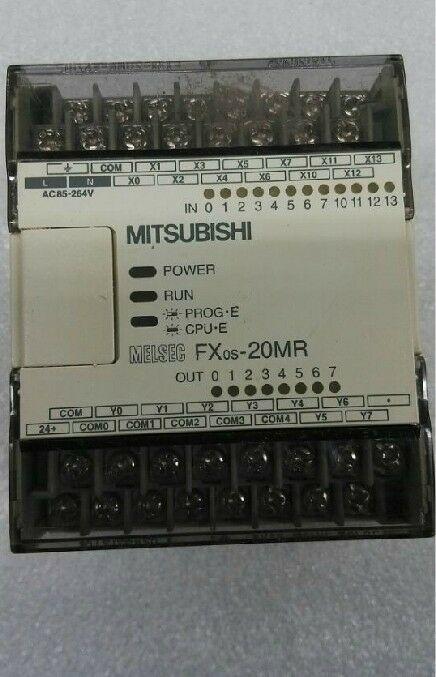 ⏚ COM X1 X3 X5 X7 X11 X13
L N X0 X2 X4 X6 X10 X12
AC85-264V
IN 0 1 2 3 4 5 6 7 10 11 12 13
MITSUBISHI
POWER
RUN
PROG·E
CPU·E
MELSEC FX0S-20MR
OUT 0 1 2 3 4 5 6 7
COM Y0 Y1 Y2 Y3 Y4 Y6 •
24+ COM0 COM1 COM2 COM3 COM4 Y5 Y7